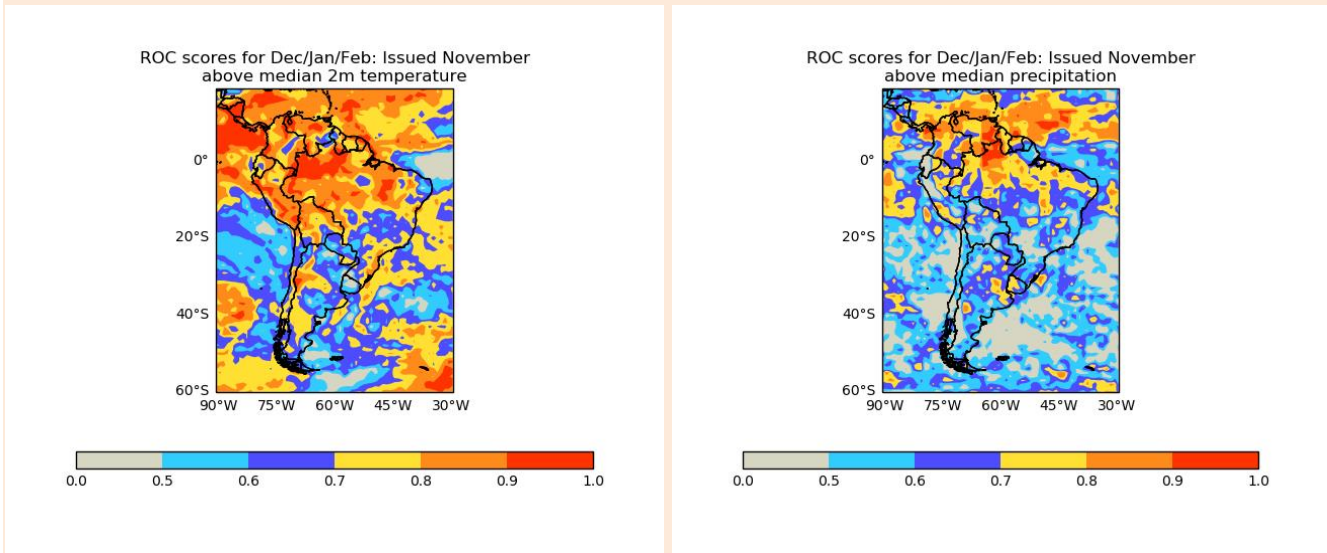 ROC scores for Dec/Jan/Feb: Issued November
above median 2m temperature
0°
20°S
40°S
60°S
90°W 75°W 60°W 45°W 30°W
0.0 0.5 0.6 0.7 0.8 0.9 1.0
ROC scores for Dec/Jan/Feb: Issued November
above median precipitation
0°
20°S
40°S
60°S
90°W 75°W 60°W 45°W 30°W
0.0 0.5 0.6 0.7 0.8 0.9 1.0